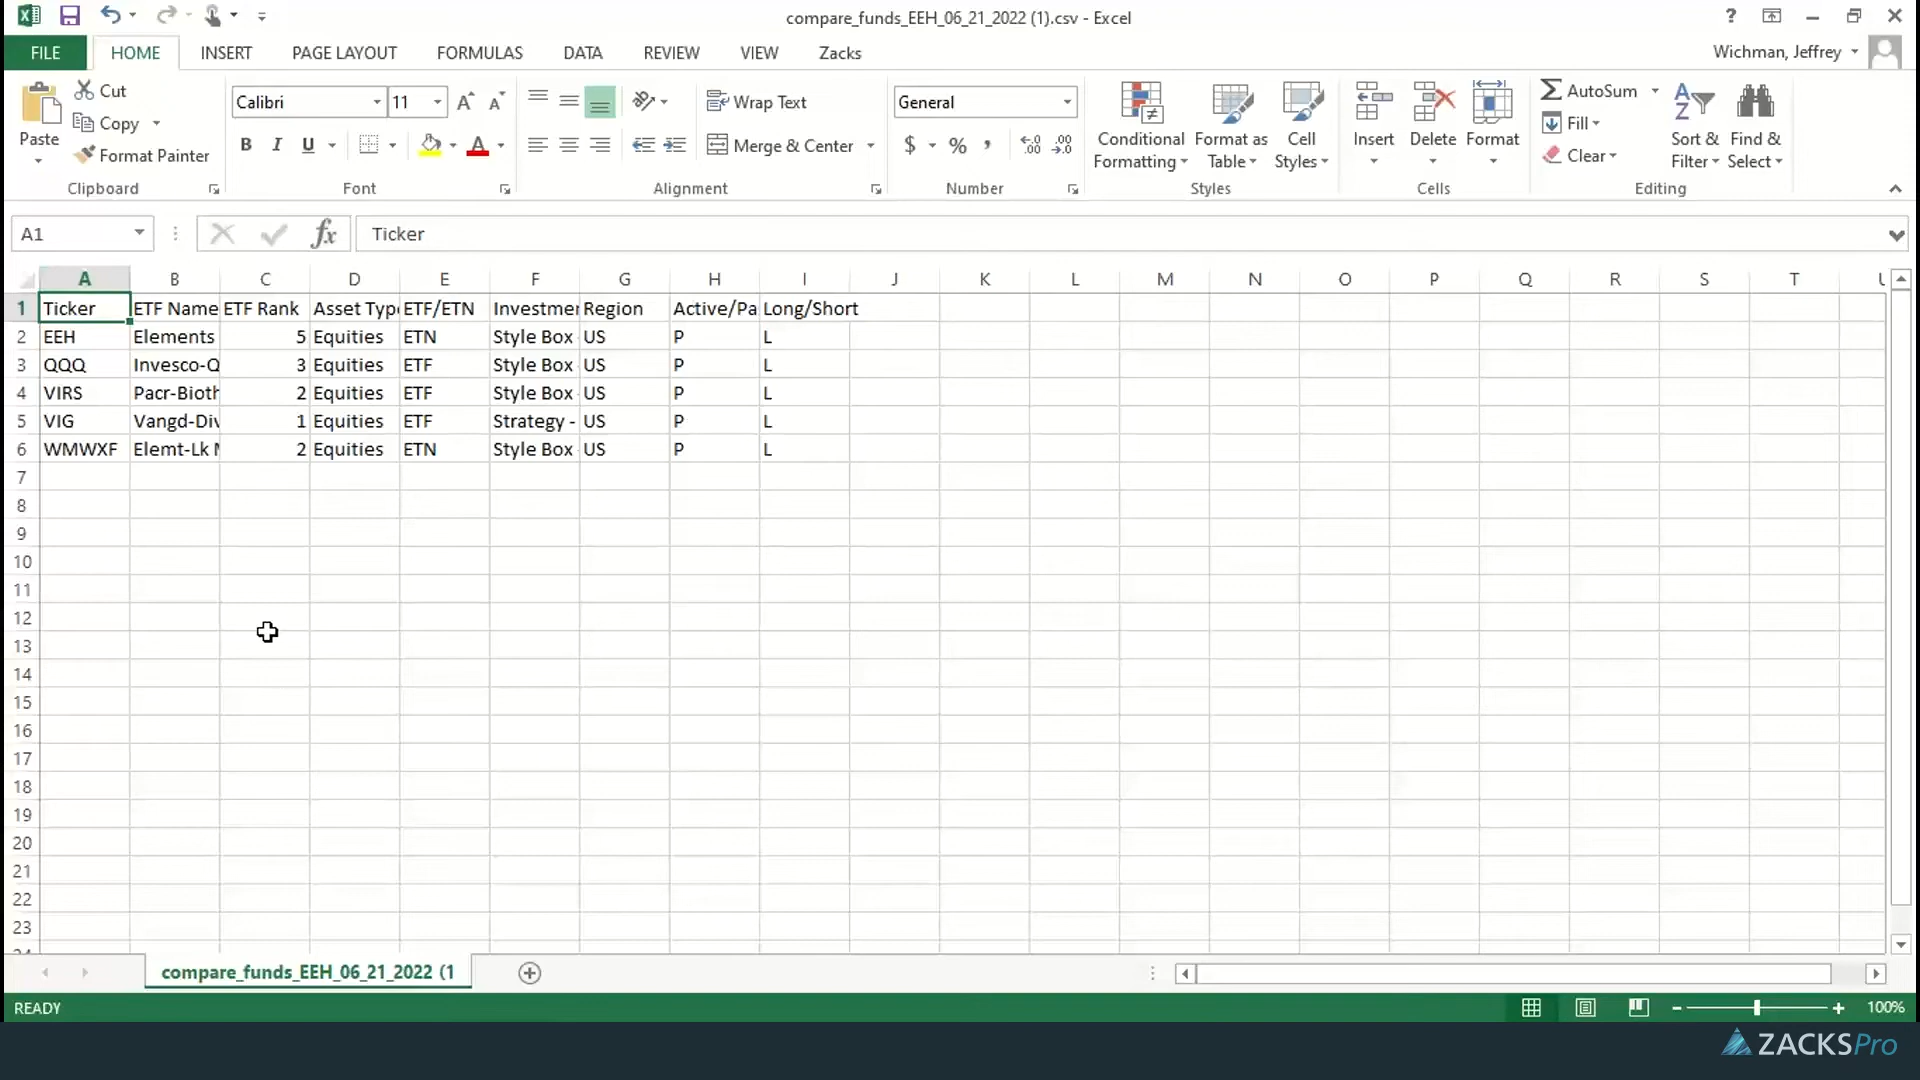 compare_funds_EEH_06_21_2022 (1).csv - Excel
?
FILE HOME INSERT PAGE LAYOUT FORMULAS DATA REVIEW VIEW Zacks
Wichman, Jeffrey
Paste
Cut
Copy
Format Painter
Clipboard
Calibri 11
B I U
Font
Wrap Text
Merge & Center
Alignment
General
$ % ,
Number
Conditional Formatting
Format as Table
Cell Styles
Styles
Insert Delete Format
Cells
AutoSum
Fill
Clear
Sort & Filter
Find & Select
Editing
A1 fx Ticker
A B C D E F G H I J K L M N O P Q R S T
1 Ticker ETF Name ETF Rank Asset Typ ETF/ETN Investmen Region Active/Pa Long/Short
2 EEH Elements 5 Equities ETN Style Box US P L
3 QQQ Invesco-Q 3 Equities ETF Style Box US P L
4 VIRS Pacr-Bioth 2 Equities ETF Style Box US P L
5 VIG Vangd-Div 1 Equities ETF Strategy - US P L
6 WMWXF Elemt-Lk 2 Equities ETN Style Box US P L
7
8
9
10
11
12
13
14
15
16
17
18
19
20
21
22
23
compare_funds_EEH_06_21_2022 (1
READY
100%
ZACKSPro